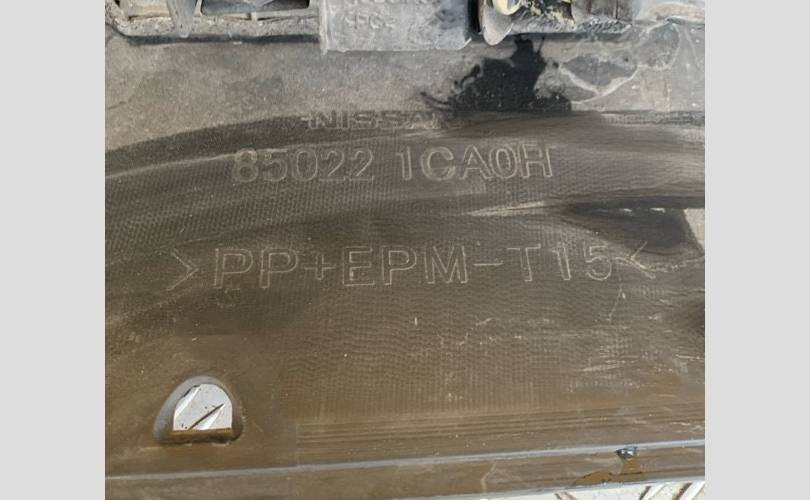 NISSAN
85022 1CA0H
>PP+EPM-T15<